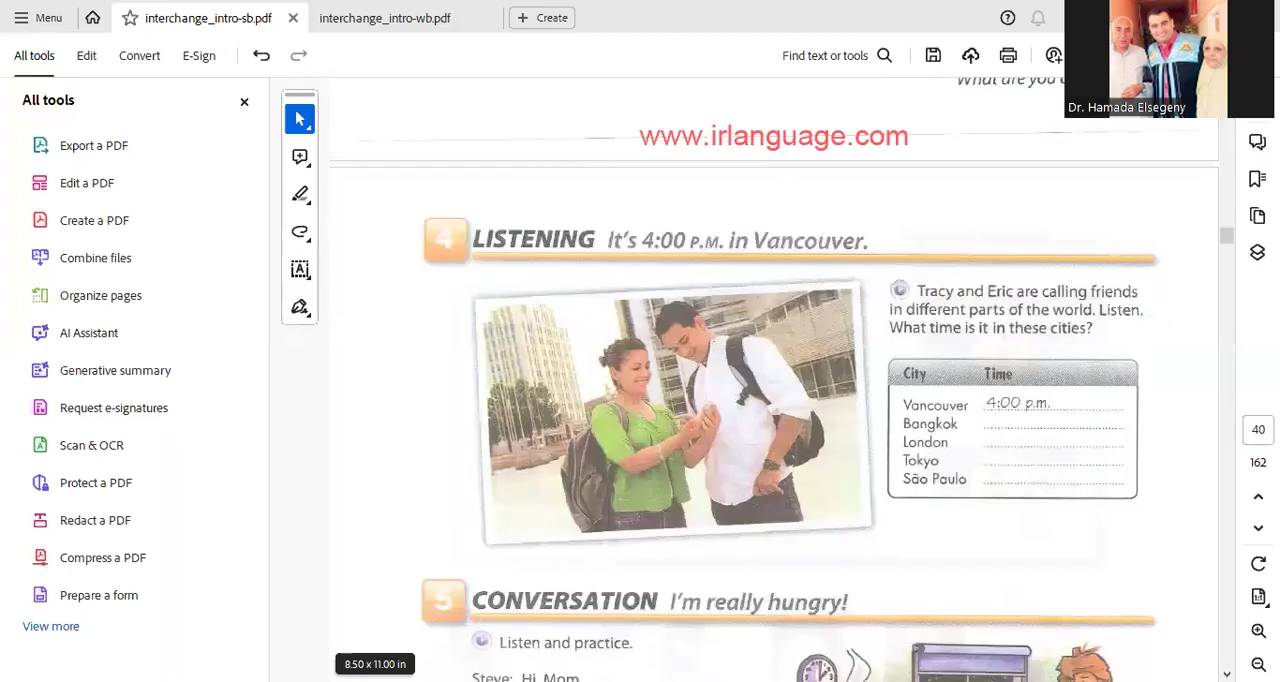 Menu
interchange_intro-sb.pdf
interchange_intro-wb.pdf
Create
All tools
Edit
Convert
E-Sign
Find text or tools
What are you
Dr. Hamada Elsegeny
All tools
Export a PDF
Edit a PDF
Create a PDF
Combine files
Organize pages
AI Assistant
Generative summary
Request e-signatures
Scan & OCR
Protect a PDF
Redact a PDF
Compress a PDF
Prepare a form
View more
www.irlanguage.com
4 LISTENING It's 4:00 P.M. in Vancouver.
Tracy and Eric are calling friends
in different parts of the world. Listen.
What time is it in these cities?
City Time
Vancouver 4:00 p.m.
Bangkok
London
Tokyo
São Paulo
5 CONVERSATION I'm really hungry!
Listen and practice.
Steve: Hi, Mom.
8.50 x 11.00 in
40
162